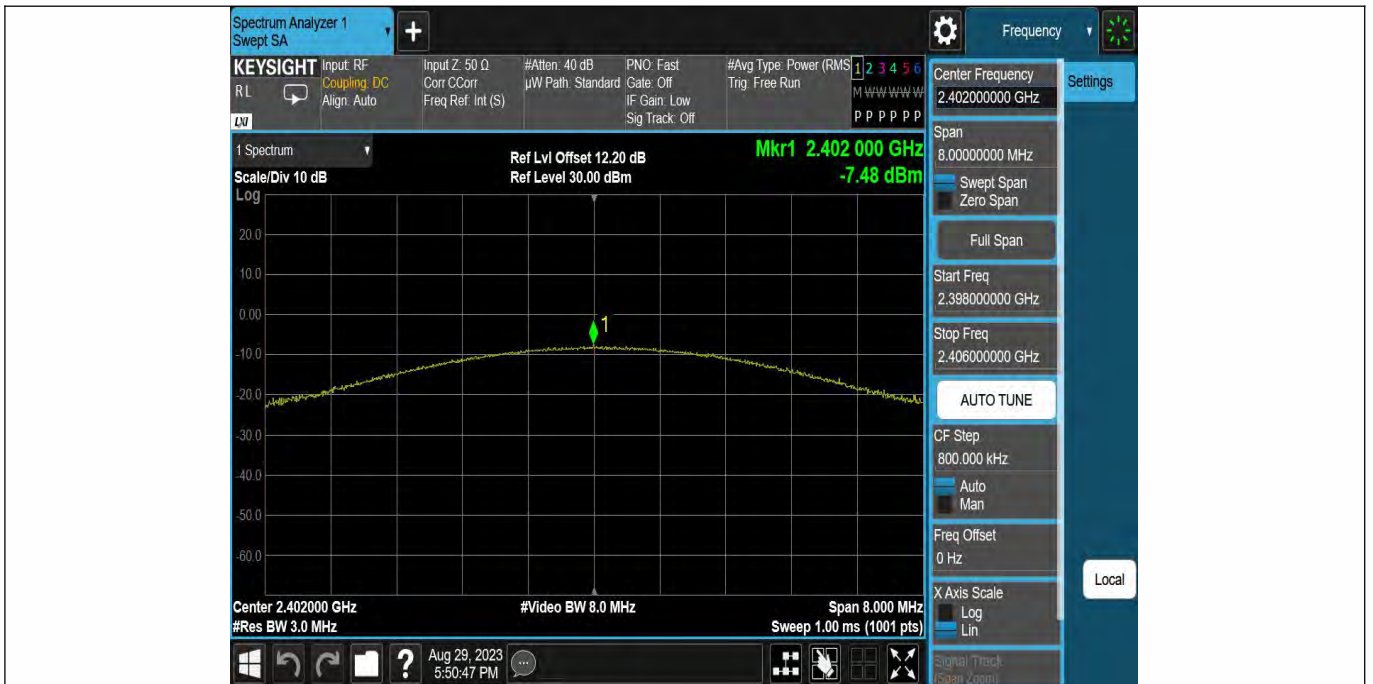 Spectrum Analyzer 1
Swept SA
+
Frequency
KEYSIGHT
RL
LXI
Input: RF
Coupling: DC
Align: Auto
Input Z: 50 Ω
Corr CCorr
Freq Ref: Int (S)
#Atten: 40 dB
µW Path: Standard
PNO: Fast
Gate: Off
IF Gain: Low
Sig Track: Off
#Avg Type: Power (RMS
Trig: Free Run
1 2 3 4 5 6
M W W W W W
P P P P P P
1 Spectrum
Scale/Div 10 dB
Log
Ref Lvl Offset 12.20 dB
Ref Level 30.00 dBm
Mkr1 2.402 000 GHz
-7.48 dBm
20.0
10.0
0.00
1
-10.0
-20.0
-30.0
-40.0
-50.0
-60.0
Center 2.402000 GHz
#Video BW 8.0 MHz
Span 8.000 MHz
#Res BW 3.0 MHz
Sweep 1.00 ms (1001 pts)
?
Aug 29, 2023
5:50:47 PM
Center Frequency
2.402000000 GHz
Settings
Span
8.00000000 MHz
Swept Span
Zero Span
Full Span
Start Freq
2.398000000 GHz
Stop Freq
2.406000000 GHz
AUTO TUNE
CF Step
800.000 kHz
Auto
Man
Freq Offset
0 Hz
X Axis Scale
Log
Lin
Local
Signal Track
(Span Zoom)